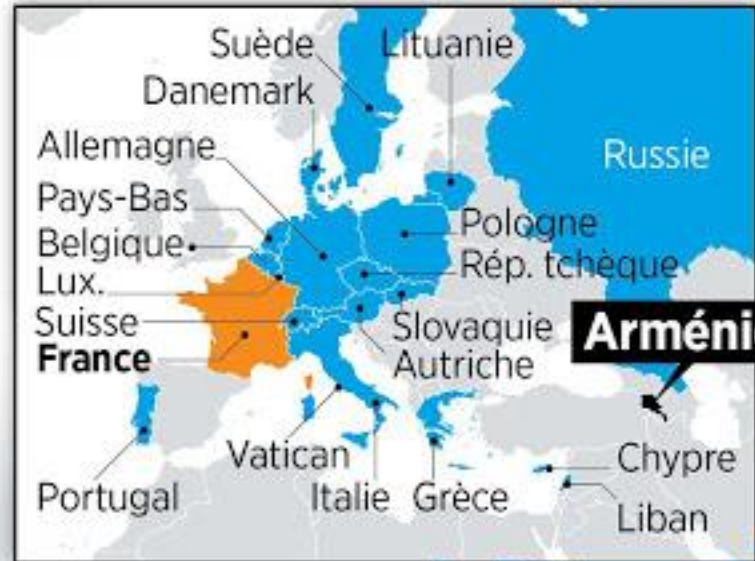 Suède
Lituanie
Danemark
Russie
Allemagne
Pays-Bas
Pologne
Belgique
Rép. tchèque
Lux.
Suisse
Slovaquie
Arméni
France
Autriche
Vatican
Chypre
Portugal
Italie
Grèce
Liban